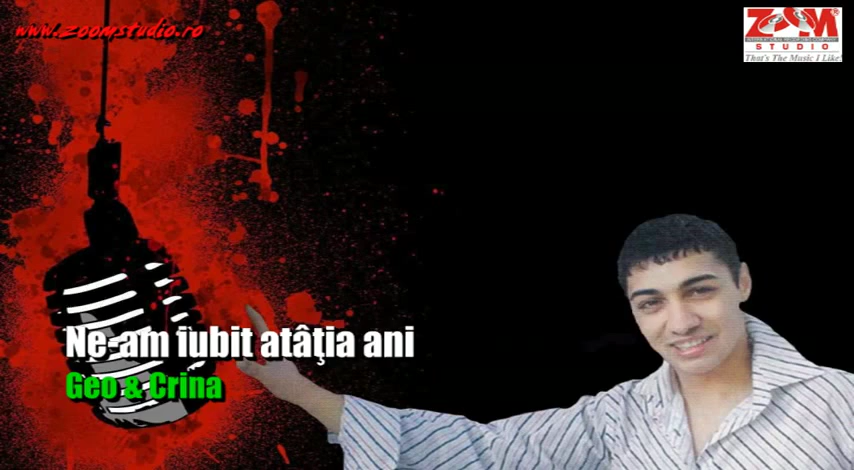 www.zoomstudio.ro
ZOOM®
STUDIO
That's The Music I Like!
Ne-am iubit atâţia ani
Geo & Crina